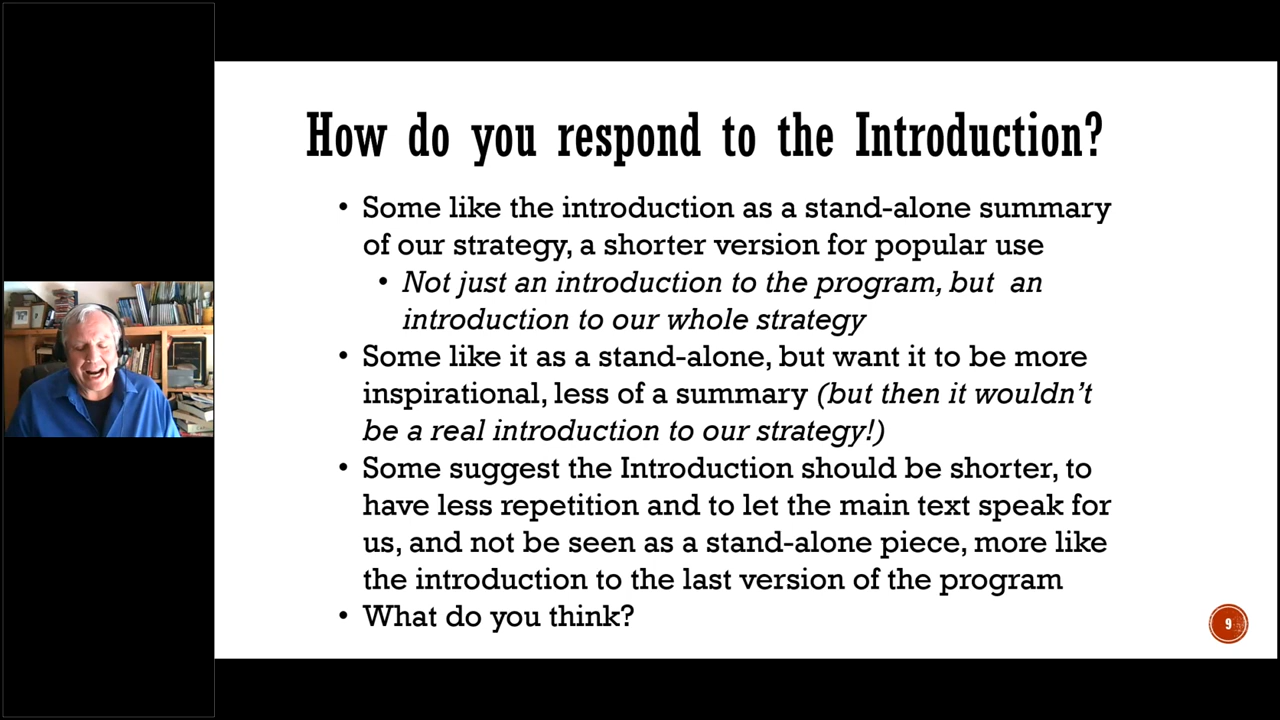 How do you respond to the Introduction?
• Some like the introduction as a stand-alone summary
of our strategy, a shorter version for popular use
• Not just an introduction to the program, but an
introduction to our whole strategy
• Some like it as a stand-alone, but want it to be more
inspirational, less of a summary (but then it wouldn't
be a real introduction to our strategy!)
• Some suggest the Introduction should be shorter, to
have less repetition and to let the main text speak for
us, and not be seen as a stand-alone piece, more like
the introduction to the last version of the program
• What do you think?
9